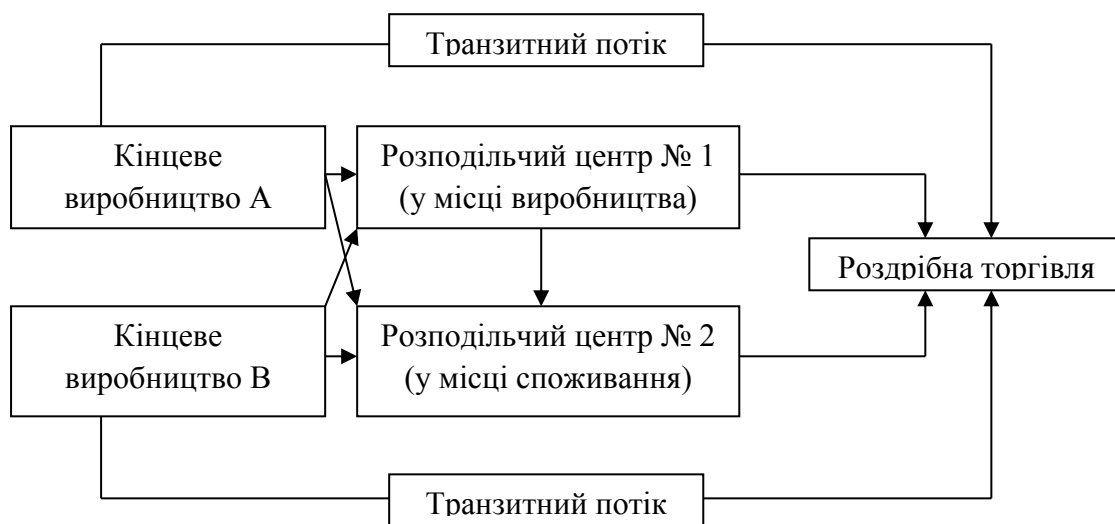 Транзитний потік
Кінцеве
виробництво А
Розподільчий центр № 1
(у місці виробництва)
Роздрібна торгівля
Кінцеве
виробництво В
Розподільчий центр № 2
(у місці споживання)
Транзитний потік